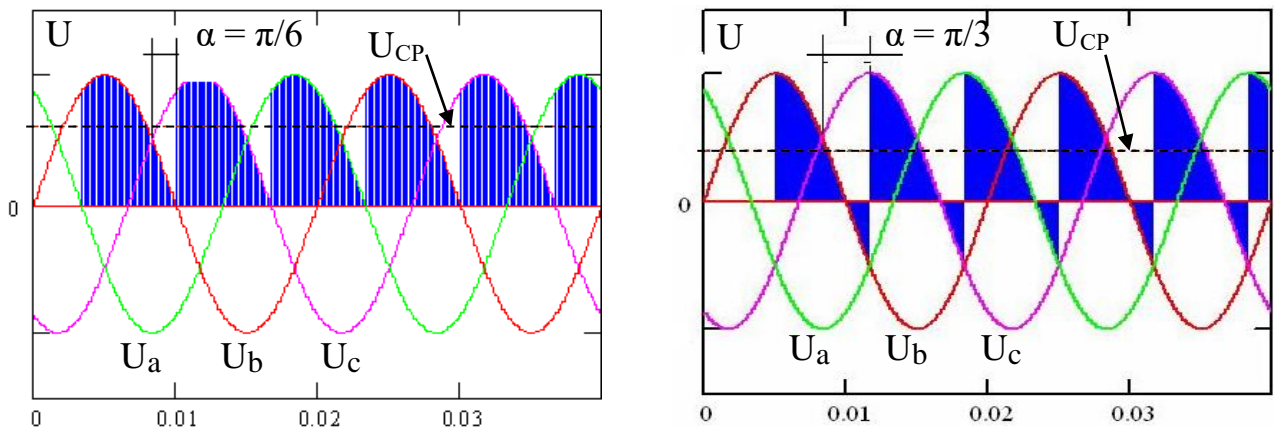 U
α = π/6
U_CP
0
U_a
U_b
U_c
0
0.01
0.02
0.03
U
α = π/3
U_CP
0
U_a
U_b
U_c
0
0.01
0.02
0.03